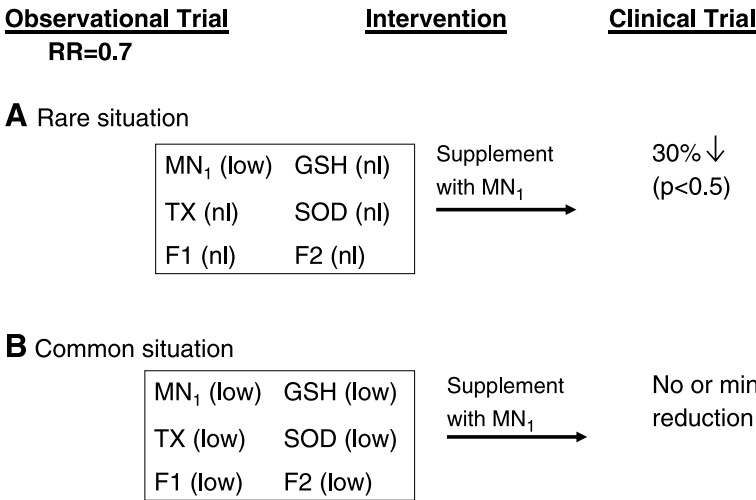 Observational Trial Intervention Clinical Trial
RR=0.7
A Rare situation
MN₁ (low) GSH (nl) Supplement 30% ↓
with MN₁ (p<0.5)
TX (nl) SOD (nl)
F1 (nl) F2 (nl)
B Common situation
MN₁ (low) GSH (low) Supplement No or min
with MN₁ reduction
TX (low) SOD (low)
F1 (low) F2 (low)